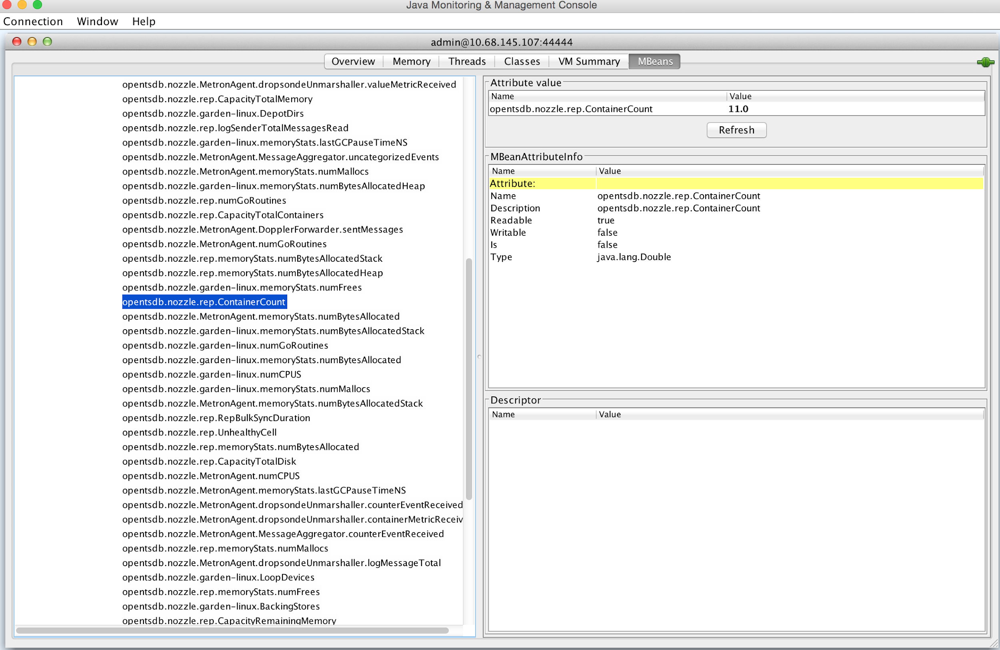 Java Monitoring & Management Console
Connection Window Help
admin@10.68.145.107:44444
Overview Memory Threads Classes VM Summary MBeans
opentsdb.nozzle.MetronAgent.dropsondeUnmarshaller.valueMetricReceived
opentsdb.nozzle.rep.CapacityTotalMemory
opentsdb.nozzle.garden-linux.DepotDirs
opentsdb.nozzle.rep.logSenderTotalMessagesRead
opentsdb.nozzle.garden-linux.memoryStats.lastGCPauseTimeNS
opentsdb.nozzle.MetronAgent.MessageAggregator.uncategorizedEvents
opentsdb.nozzle.MetronAgent.memoryStats.numMallocs
opentsdb.nozzle.garden-linux.memoryStats.numBytesAllocatedHeap
opentsdb.nozzle.rep.numGoRoutines
opentsdb.nozzle.rep.CapacityTotalContainers
opentsdb.nozzle.MetronAgent.DopplerForwarder.sentMessages
opentsdb.nozzle.MetronAgent.numGoRoutines
opentsdb.nozzle.rep.memoryStats.numBytesAllocatedStack
opentsdb.nozzle.rep.memoryStats.numBytesAllocatedHeap
opentsdb.nozzle.garden-linux.memoryStats.numFrees
opentsdb.nozzle.rep.ContainerCount
opentsdb.nozzle.MetronAgent.memoryStats.numBytesAllocated
opentsdb.nozzle.garden-linux.memoryStats.numBytesAllocatedStack
opentsdb.nozzle.garden-linux.numGoRoutines
opentsdb.nozzle.garden-linux.memoryStats.numBytesAllocated
opentsdb.nozzle.garden-linux.numCPUS
opentsdb.nozzle.garden-linux.memoryStats.numMallocs
opentsdb.nozzle.MetronAgent.memoryStats.numBytesAllocatedStack
opentsdb.nozzle.rep.RepBulkSyncDuration
opentsdb.nozzle.rep.UnhealthyCell
opentsdb.nozzle.rep.memoryStats.numBytesAllocated
opentsdb.nozzle.rep.CapacityTotalDisk
opentsdb.nozzle.MetronAgent.numCPUS
opentsdb.nozzle.MetronAgent.memoryStats.lastGCPauseTimeNS
opentsdb.nozzle.MetronAgent.dropsondeUnmarshaller.counterEventReceived
opentsdb.nozzle.MetronAgent.dropsondeUnmarshaller.containerMetricReceiv
opentsdb.nozzle.MetronAgent.MessageAggregator.counterEventReceived
opentsdb.nozzle.rep.memoryStats.numMallocs
opentsdb.nozzle.MetronAgent.dropsondeUnmarshaller.logMessageTotal
opentsdb.nozzle.garden-linux.LoopDevices
opentsdb.nozzle.rep.memoryStats.numFrees
opentsdb.nozzle.garden-linux.BackingStores
opentsdb.nozzle.rep.CapacityRemainingMemory
Attribute value
Name Value
opentsdb.nozzle.rep.ContainerCount 11.0
Refresh
MBeanAttributeInfo
Name Value
Attribute:
Name opentsdb.nozzle.rep.ContainerCount
Description opentsdb.nozzle.rep.ContainerCount
Readable true
Writable false
Is false
Type java.lang.Double
Descriptor
Name Value